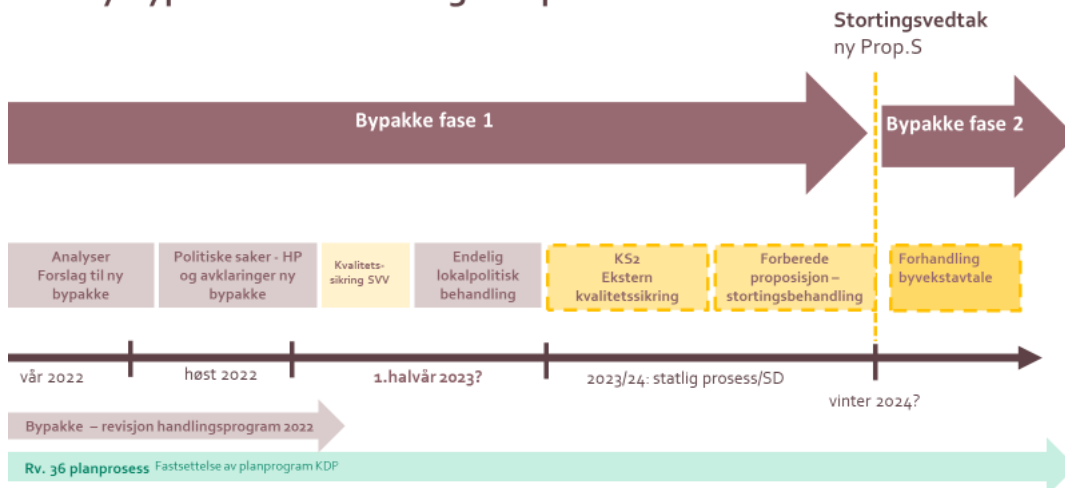 Stortingsvedtak
ny Prop.S
Bypakke fase 1
Bypakke fase 2
Analyser
Forslag til ny
bypakke
Politiske saker - HP
og avklaringer ny
bypakke
Kvalitets-
sikring SVV
Endelig
lokalpolitisk
behandling
KS2
Ekstern
kvalitetssikring
Forberede
proposisjon –
stortingsbehandling
Forhandling
byvekstavtale
vår 2022
høst 2022
1.halvår 2023?
2023/24: statlig prosess/SD
vinter 2024?
Bypakke – revisjon handlingsprogram 2022
Rv. 36 planprosess Fastsettelse av planprogram KDP